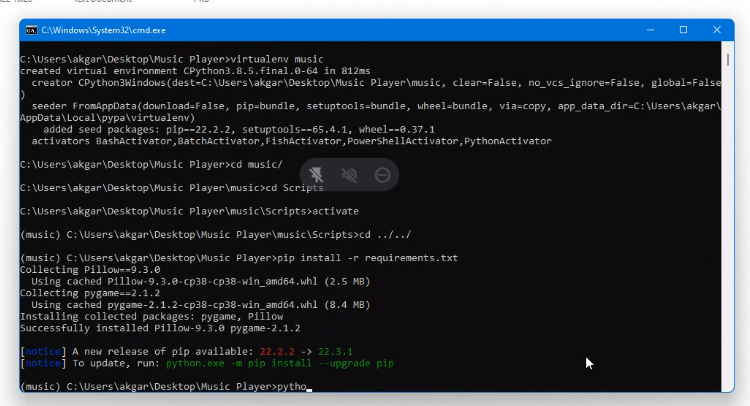 Text Document
C:\Windows\System32\cmd.exe
C:\Users\akgar\Desktop\Music Player>virtualenv music
created virtual environment CPython3.8.5.final.0-64 in 812ms
  creator CPython3Windows(dest=C:\Users\akgar\Desktop\Music Player\music, clear=False, no_vcs_ignore=False, global=False
)
  seeder FromAppData(download=False, pip=bundle, setuptools=bundle, wheel=bundle, via=copy, app_data_dir=C:\Users\akgar\
AppData\Local\pypa\virtualenv)
    added seed packages: pip==22.2.2, setuptools==65.4.1, wheel==0.37.1
  activators BashActivator,BatchActivator,FishActivator,PowerShellActivator,PythonActivator
C:\Users\akgar\Desktop\Music Player>cd music/
C:\Users\akgar\Desktop\Music Player\music>cd Scripts
C:\Users\akgar\Desktop\Music Player\music\Scripts>activate
(music) C:\Users\akgar\Desktop\Music Player\music\Scripts>cd ../../
(music) C:\Users\akgar\Desktop\Music Player>pip install -r requirements.txt
Collecting Pillow==9.3.0
  Using cached Pillow-9.3.0-cp38-cp38-win_amd64.whl (2.5 MB)
Collecting pygame==2.1.2
  Using cached pygame-2.1.2-cp38-cp38-win_amd64.whl (8.4 MB)
Installing collected packages: pygame, Pillow
Successfully installed Pillow-9.3.0 pygame-2.1.2
[notice] A new release of pip available: 22.2.2 -> 22.3.1
[notice] To update, run: python.exe -m pip install --upgrade pip
(music) C:\Users\akgar\Desktop\Music Player>pytho_